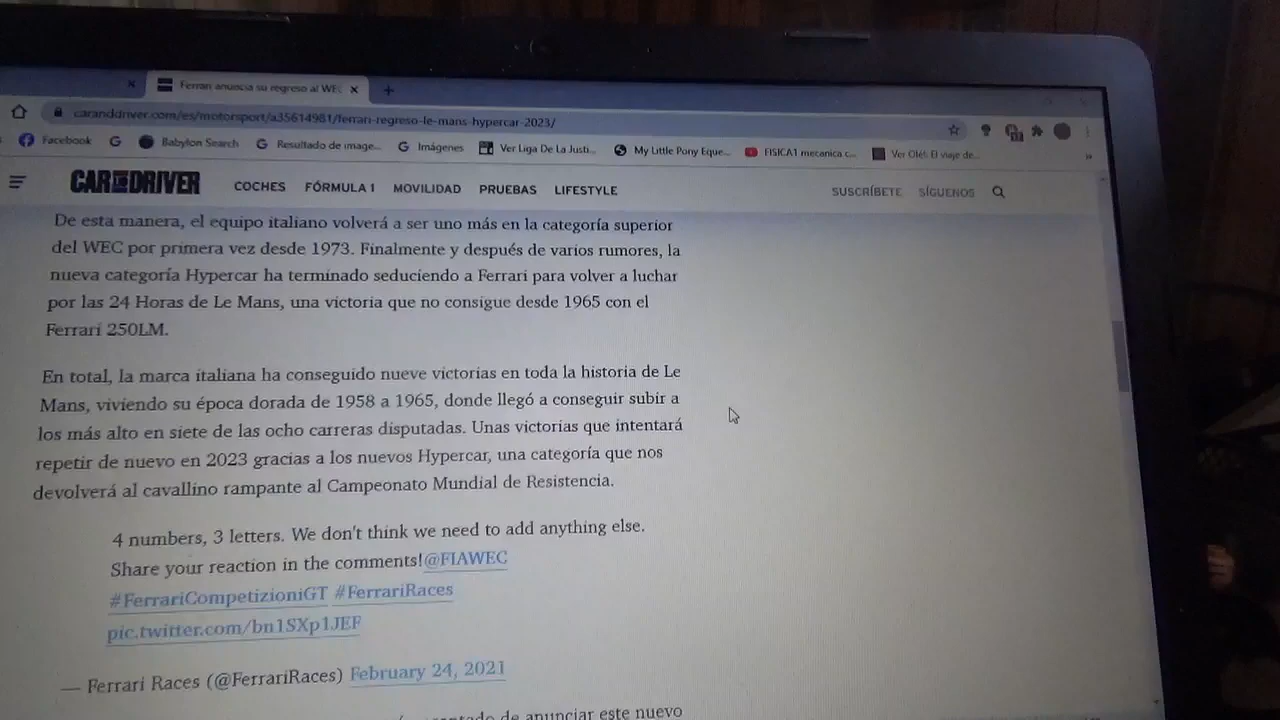 Ferrari anuncia su regreso al WEC
caranddriver.com/es/motorsport/a35614981/ferrari-regreso-le-mans-hypercar-2023/
Facebook G Babylon Search G Resultado de image... G Imágenes Ver Liga De La Justi... My Little Pony Eque... FISICA1 mecanica c... Ver Olé!: El viaje de... »
CAR DRIVER COCHES FÓRMULA 1 MOVILIDAD PRUEBAS LIFESTYLE SUSCRÍBETE SÍGUENOS
De esta manera, el equipo italiano volverá a ser uno más en la categoría superior
del WEC por primera vez desde 1973. Finalmente y después de varios rumores, la
nueva categoría Hypercar ha terminado seduciendo a Ferrari para volver a luchar
por las 24 Horas de Le Mans, una victoria que no consigue desde 1965 con el
Ferrari 250LM.
En total, la marca italiana ha conseguido nueve victorias en toda la historia de Le
Mans, viviendo su época dorada de 1958 a 1965, donde llegó a conseguir subir a
los más alto en siete de las ocho carreras disputadas. Unas victorias que intentará
repetir de nuevo en 2023 gracias a los nuevos Hypercar, una categoría que nos
devolverá al cavallino rampante al Campeonato Mundial de Resistencia.
4 numbers, 3 letters. We don't think we need to add anything else.
Share your reaction in the comments!@FIAWEC
#FerrariCompetizioniGT #FerrariRaces
pic.twitter.com/bn1SXp1JEF
— Ferrari Races (@FerrariRaces) February 24, 2021
de anunciar este nuevo